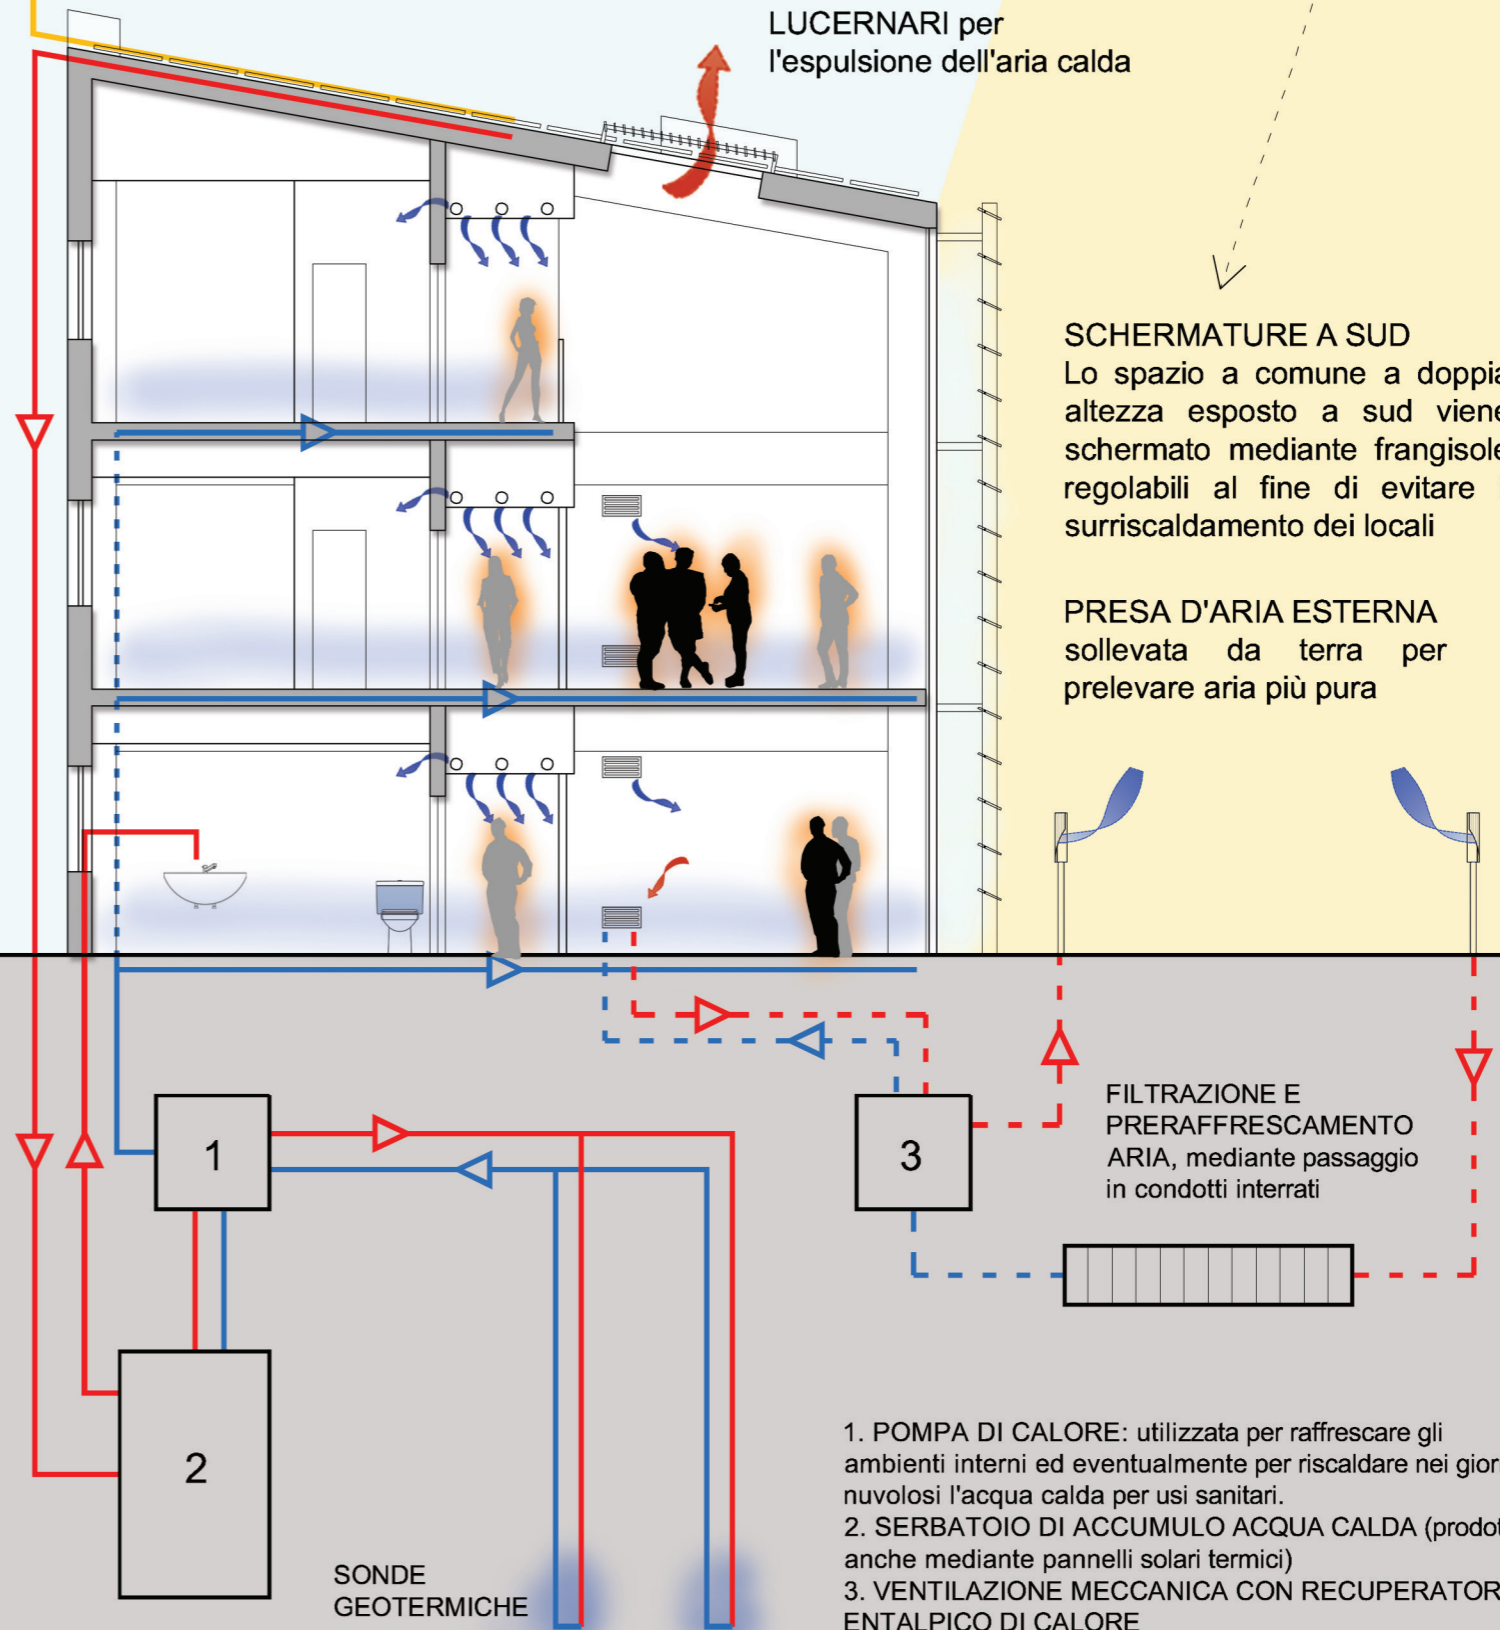 LUCERNARI per
l'espulsione dell'aria calda
SCHERMATURE A SUD
Lo spazio a comune a doppia
altezza esposto a sud viene
schermato mediante frangisole
regolabili al fine di evitare
surriscaldamento dei locali
PRESA D'ARIA ESTERNA
sollevata da terra per
prelevare aria più pura
FILTRAZIONE E
PRERAFFRESCAMENTO
ARIA, mediante passaggio
in condotti interrati
1
3
2
SONDE
GEOTERMICHE
1. POMPA DI CALORE: utilizzata per raffrescare gli
ambienti interni ed eventualmente per riscaldare nei gior
nuvolosi l'acqua calda per usi sanitari.
2. SERBATOIO DI ACCUMULO ACQUA CALDA (prodot
anche mediante pannelli solari termici)
3. VENTILAZIONE MECCANICA CON RECUPERATOR
ENTALPICO DI CALORE